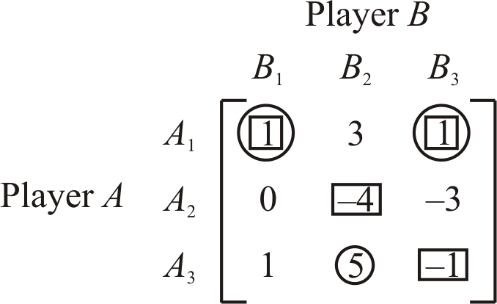 Player B
B₁ B₂ B₃
A₁ 1 3 1
Player A A₂ 0 –4 –3
A₃ 1 5 –1